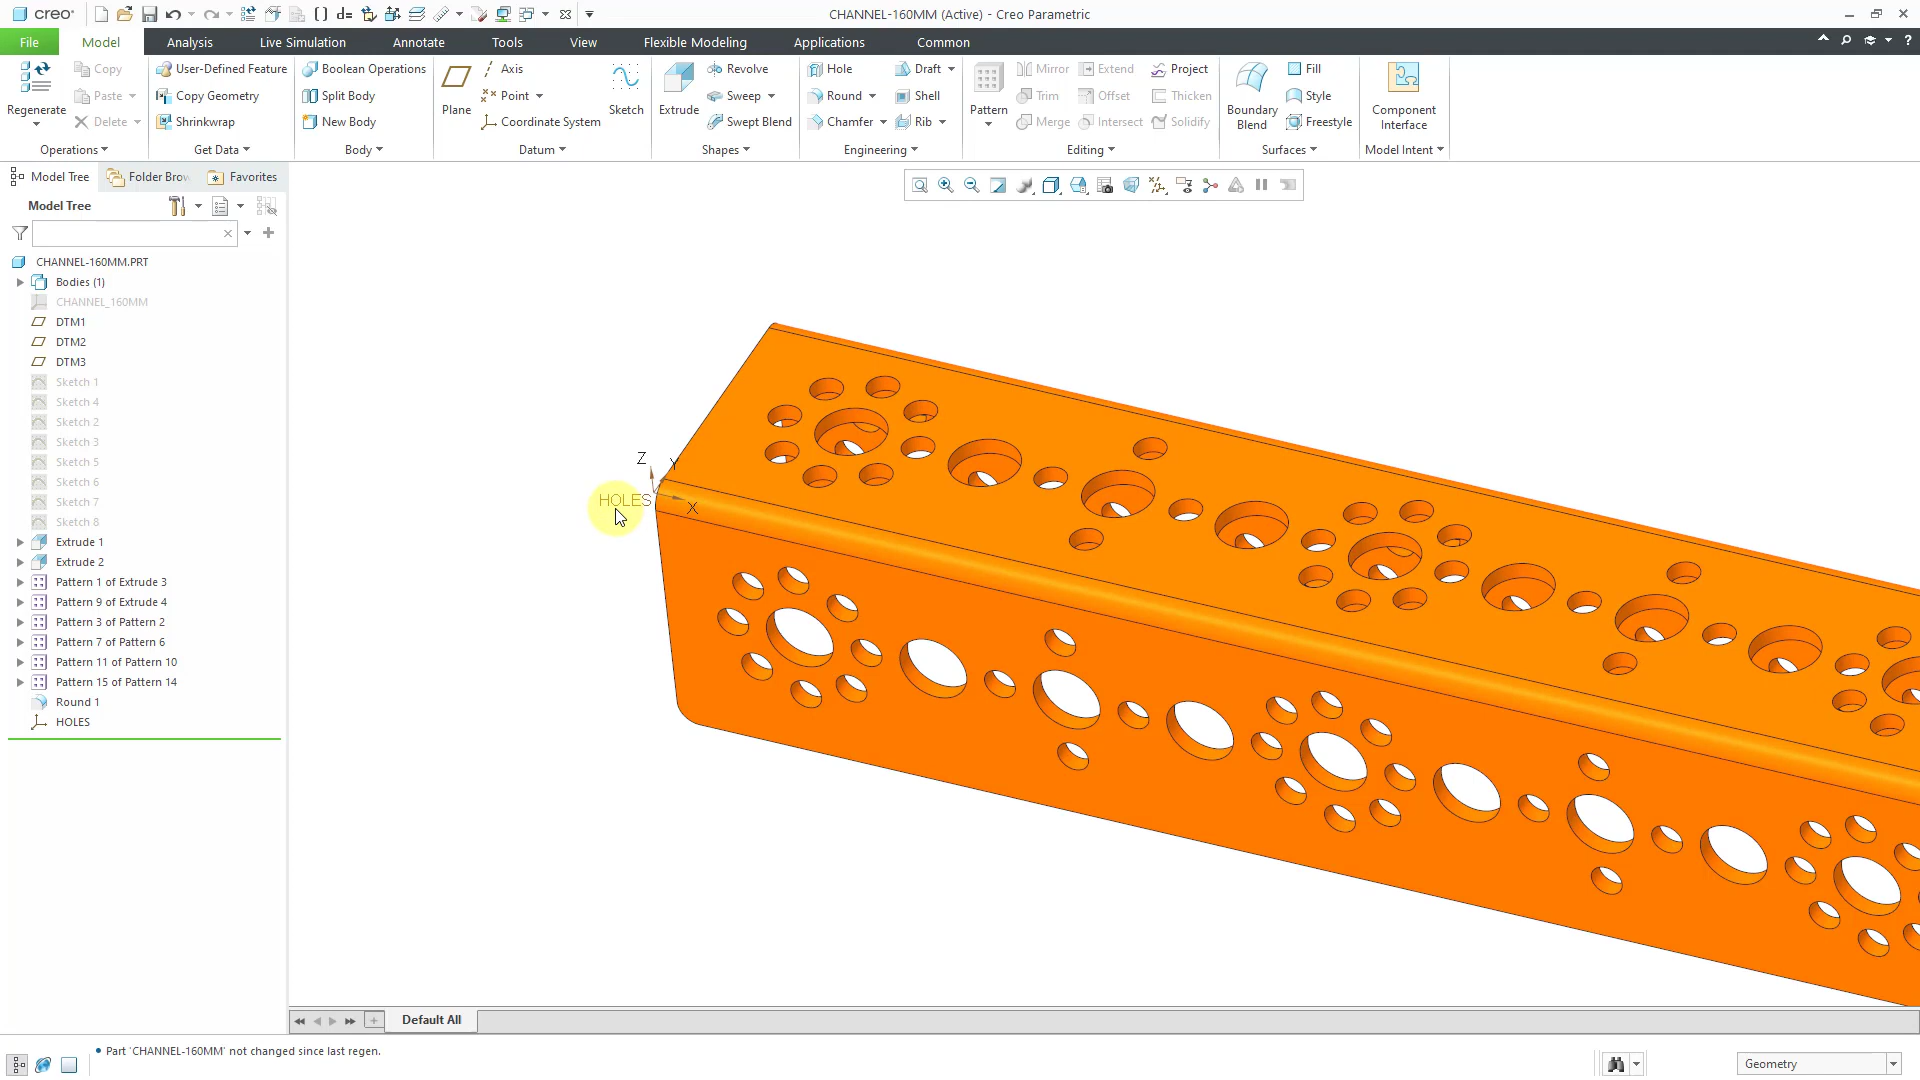 creo
CHANNEL-160MM (Active) - Creo Parametric
File Model Analysis Live Simulation Annotate Tools View Flexible Modeling Applications Common
Regenerate
Copy
Paste
Delete
Operations
User-Defined Feature
Copy Geometry
Shrinkwrap
Get Data
Boolean Operations
Split Body
New Body
Body
Plane
Axis
Point
Coordinate System
Sketch
Datum
Extrude
Revolve
Sweep
Swept Blend
Shapes
Hole
Round
Chamfer
Draft
Shell
Rib
Engineering
Pattern
Mirror
Trim
Merge
Extend
Offset
Intersect
Project
Thicken
Solidify
Editing
Boundary
Blend
Fill
Style
Freestyle
Surfaces
Component
Interface
Model Intent
Model Tree
Folder Brow
Favorites
Model Tree
CHANNEL-160MM.PRT
Bodies (1)
CHANNEL_160MM
DTM1
DTM2
DTM3
Sketch 1
Sketch 4
Sketch 2
Sketch 3
Sketch 5
Sketch 6
Sketch 7
Sketch 8
Extrude 1
Extrude 2
Pattern 1 of Extrude 3
Pattern 9 of Extrude 4
Pattern 3 of Pattern 2
Pattern 7 of Pattern 6
Pattern 11 of Pattern 10
Pattern 15 of Pattern 14
Round 1
HOLES
Z
Y
HOLES
X
Default All
Part 'CHANNEL-160MM' not changed since last regen.
Geometry